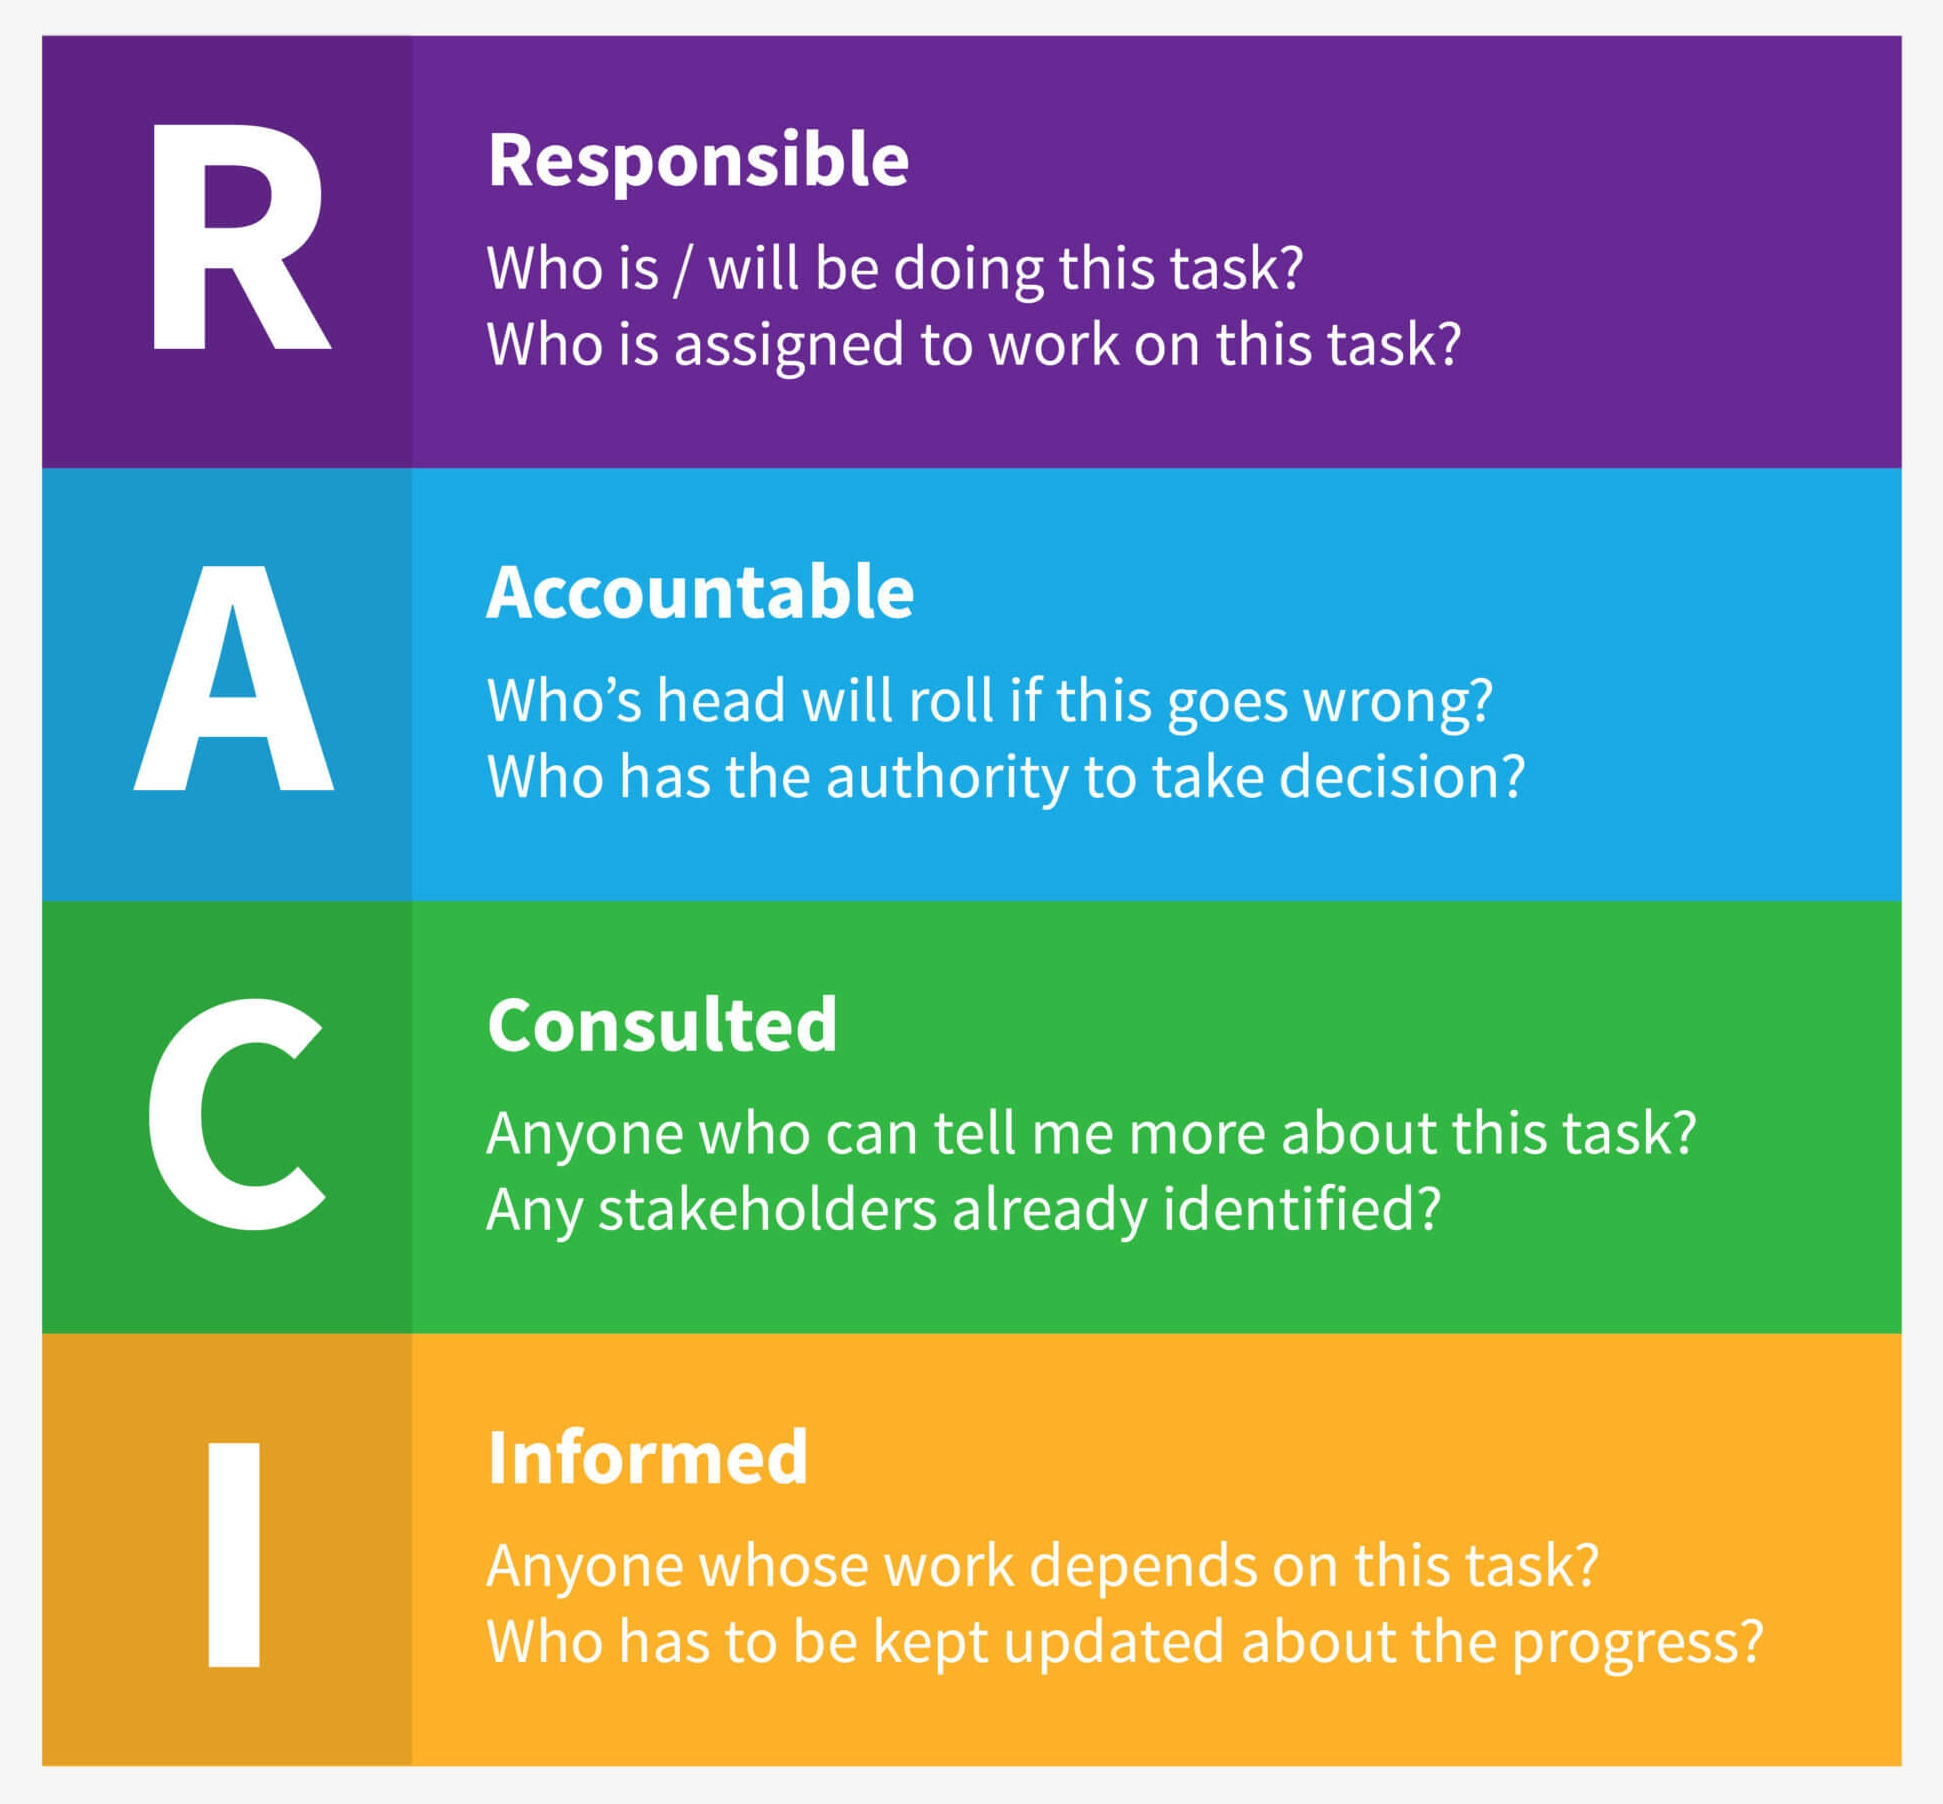 R
Responsible
Who is / will be doing this task?
Who is assigned to work on this task?
A
Accountable
Who’s head will roll if this goes wrong?
Who has the authority to take decision?
C
Consulted
Anyone who can tell me more about this task?
Any stakeholders already identified?
I
Informed
Anyone whose work depends on this task?
Who has to be kept updated about the progress?